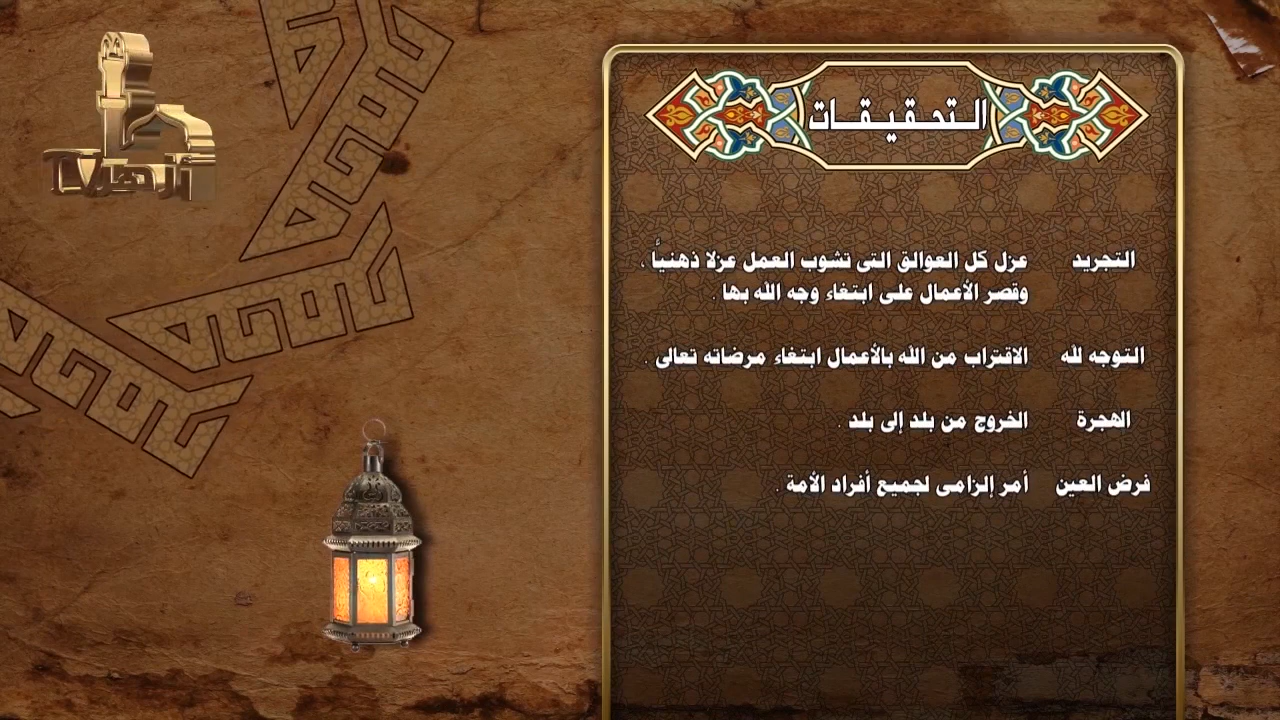 أزهري TV
التحقيقات
التجريد عزل كل العوالق التى تشوب العمل عزلا ذهنياً ،
وقصر الأعمال على ابتغاء وجه الله بها .
التوجه لله الاقتراب من الله بالأعمال ابتغاء مرضاته تعالى .
الهجرة الخروج من بلد إلى بلد .
فرض العين أمر إلزامى لجميع أفراد الأمة .